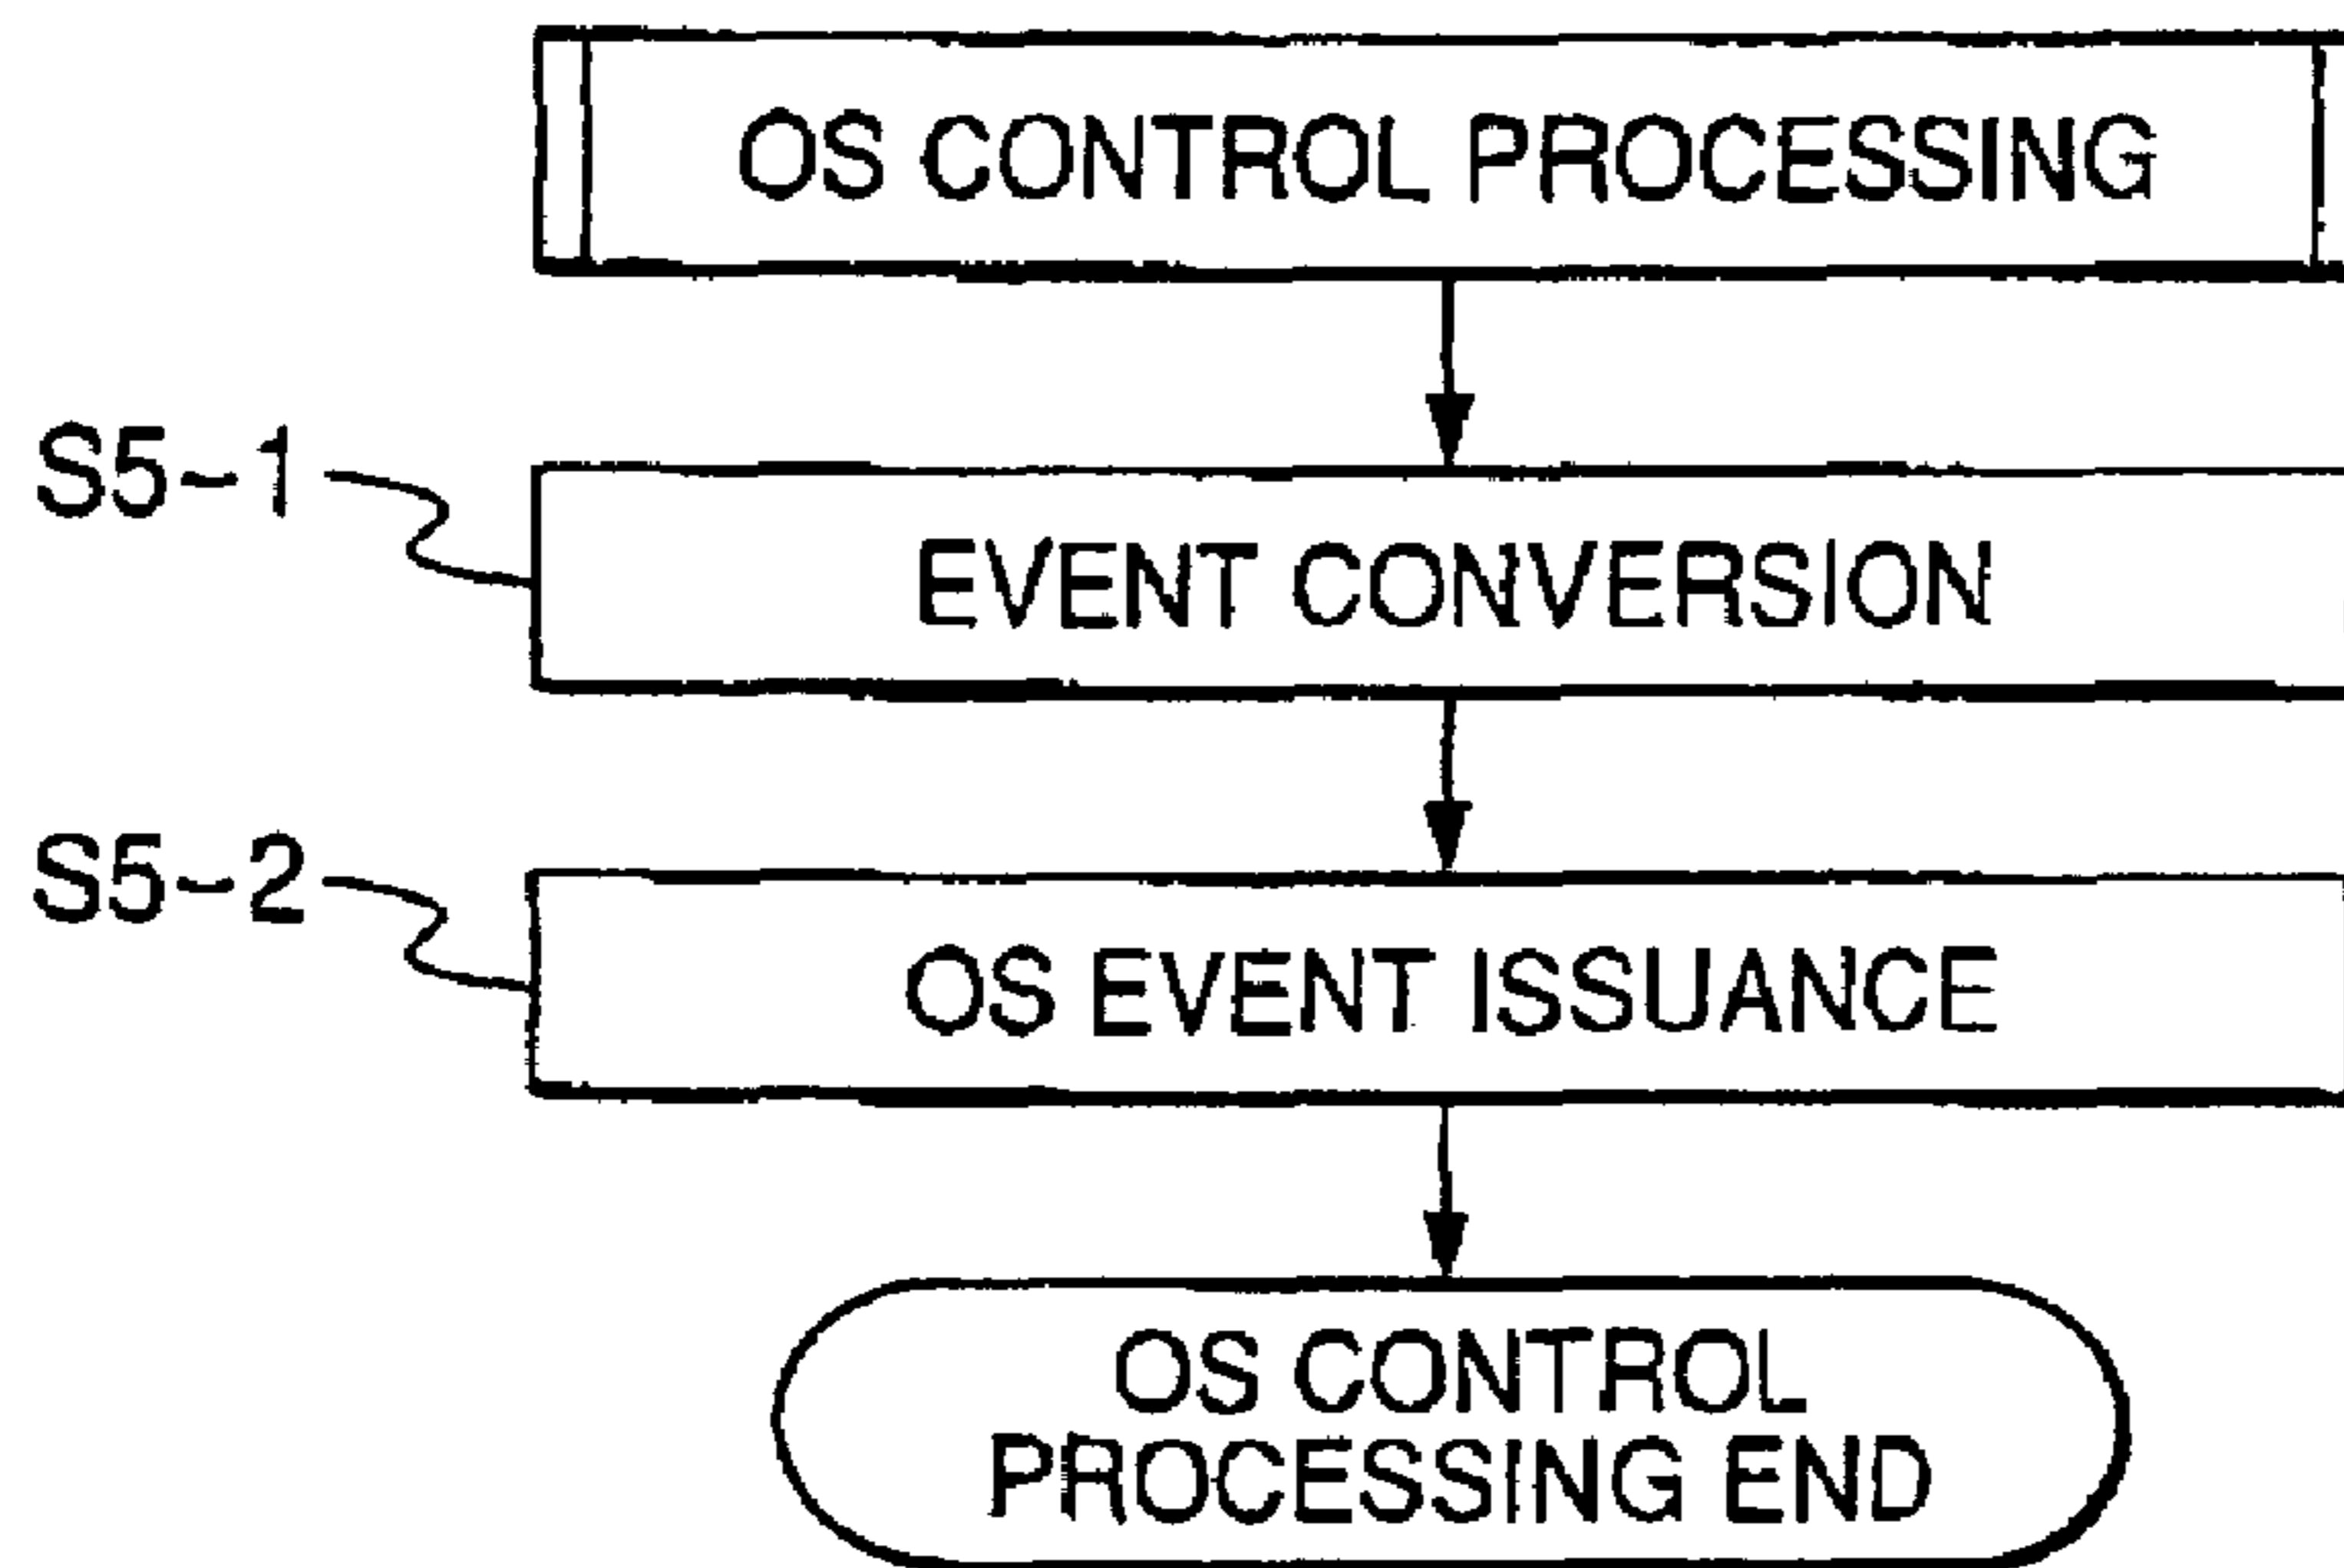 OS CONTROL PROCESSING
S5~1
EVENT CONVERSION
S5~2
OS EVENT ISSUANCE
OS CONTROL
PROCESSING END